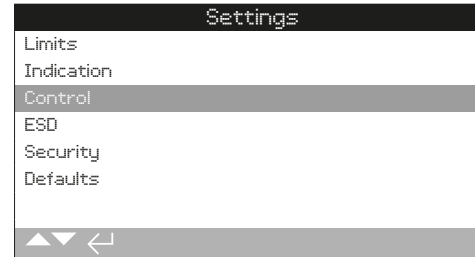 Settings
Limits
Indication
Control
ESD
Security
Defaults